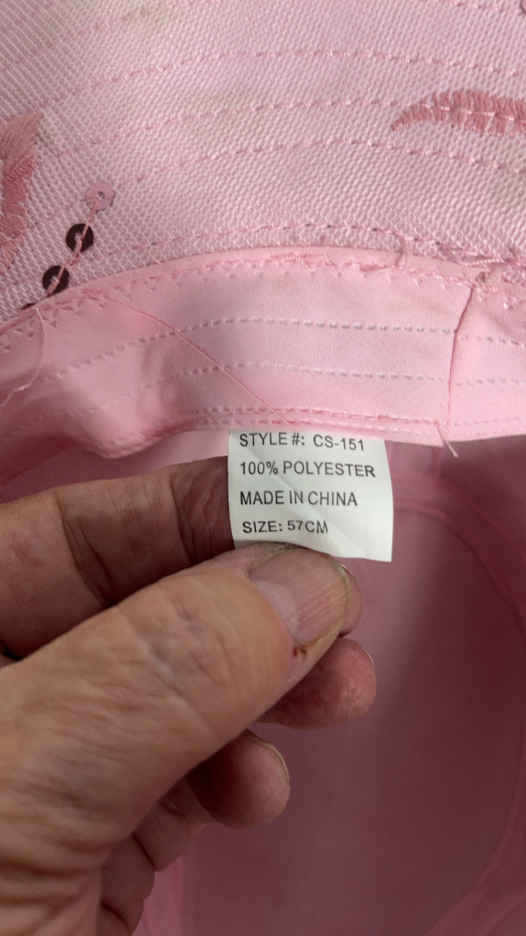 STYLE #: CS-151
100% POLYESTER
MADE IN CHINA
SIZE: 57CM